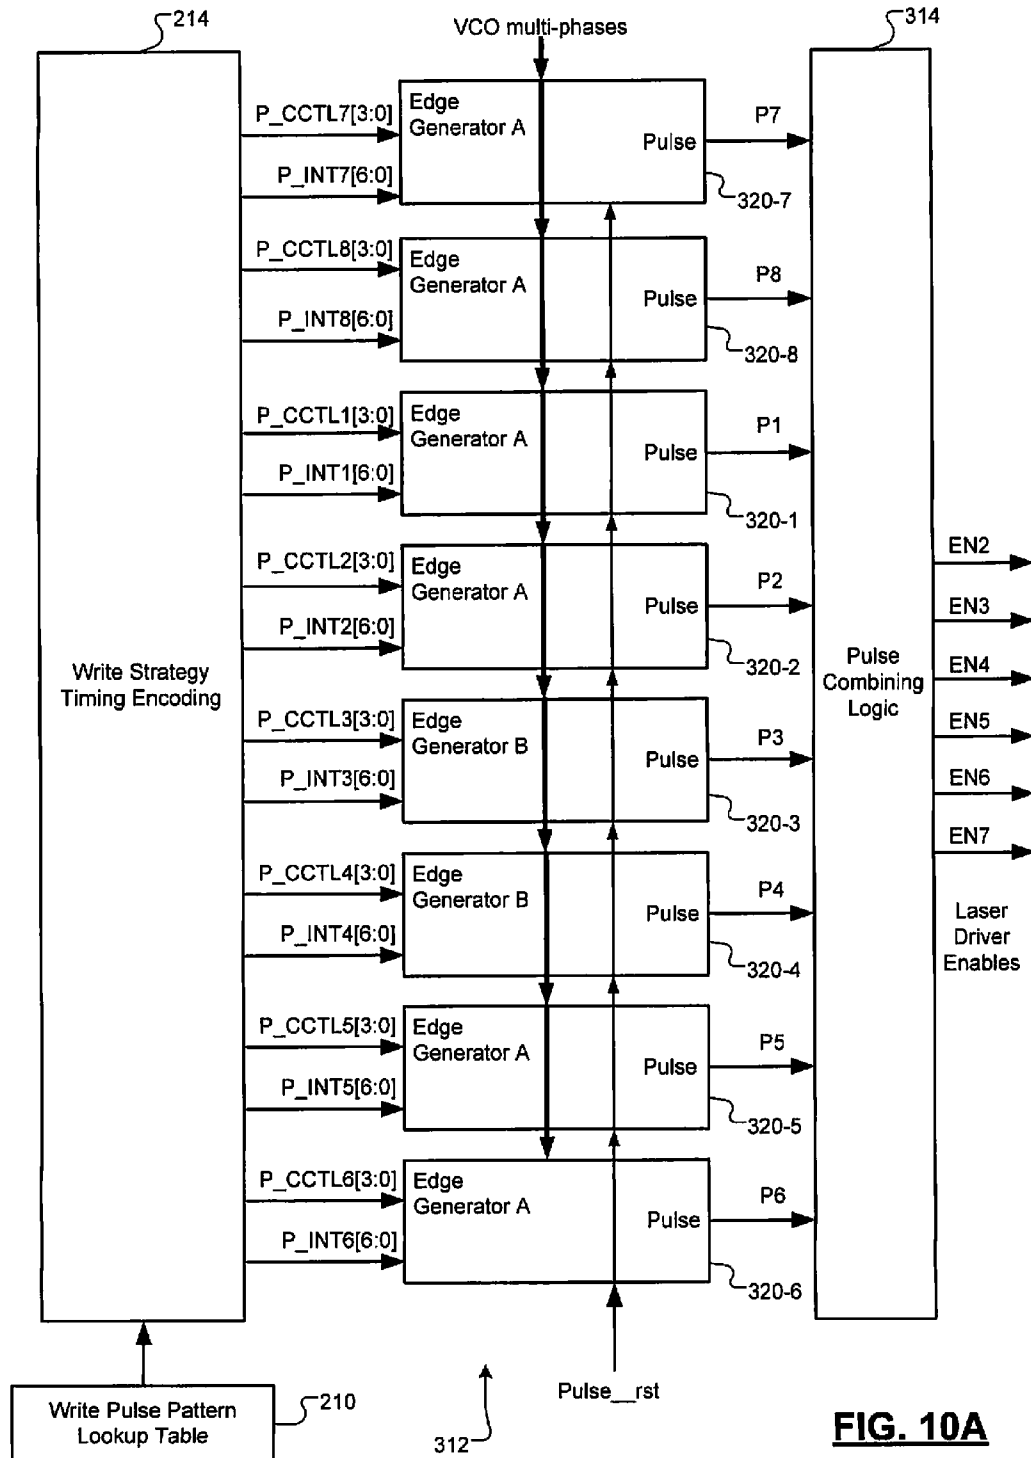 214
VCO multi-phases
314
P_CCTL7[3:0]
Edge
Generator A
P7
Pulse
P_INT7[6:0]
320-7
P_CCTL8[3:0]
Edge
Generator A
P8
Pulse
P_INT8[6:0]
320-8
P_CCTL1[3:0]
Edge
Generator A
P1
Pulse
P_INT1[6:0]
320-1
P_CCTL2[3:0]
Edge
Generator A
P2
Pulse
P_INT2[6:0]
320-2
Write Strategy
Timing Encoding
Pulse
Combining
Logic
EN2
EN3
EN4
EN5
EN6
EN7
Laser
Driver
Enables
P_CCTL3[3:0]
Edge
Generator B
P3
Pulse
P_INT3[6:0]
320-3
P_CCTL4[3:0]
Edge
Generator B
P4
Pulse
P_INT4[6:0]
320-4
P_CCTL5[3:0]
Edge
Generator A
P5
Pulse
P_INT5[6:0]
320-5
P_CCTL6[3:0]
Edge
Generator A
P6
Pulse
P_INT6[6:0]
320-6
Pulse__rst
Write Pulse Pattern
Lookup Table
210
312
FIG. 10A